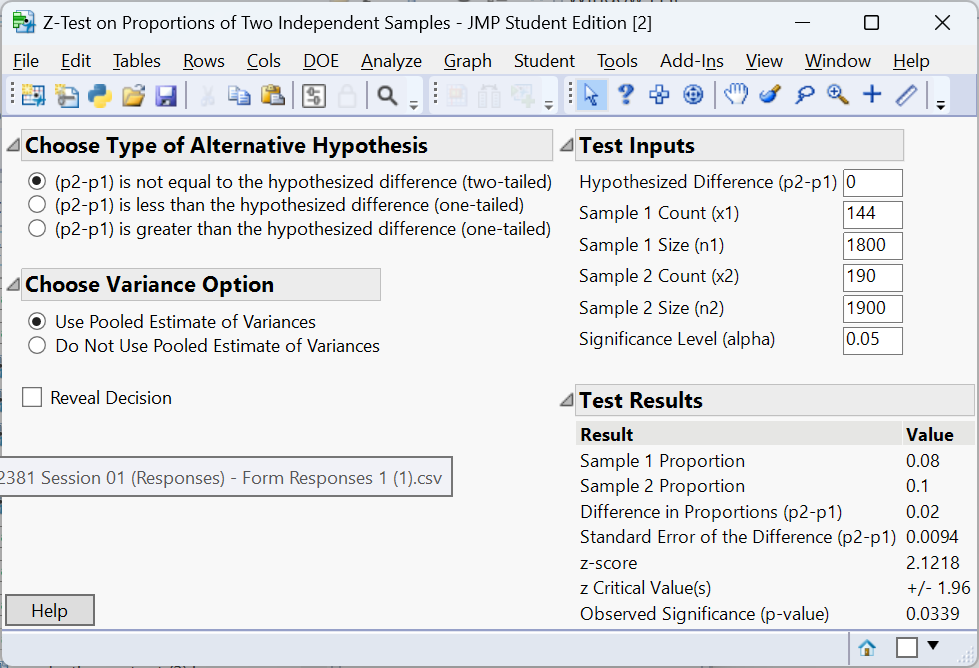 Z-Test on Proportions of Two Independent Samples - JMP Student Edition [2]
File Edit Tables Rows Cols DOE Analyze Graph Student Tools Add-Ins View Window Help
Choose Type of Alternative Hypothesis
(p2-p1) is not equal to the hypothesized difference (two-tailed)
(p2-p1) is less than the hypothesized difference (one-tailed)
(p2-p1) is greater than the hypothesized difference (one-tailed)
Choose Variance Option
Use Pooled Estimate of Variances
Do Not Use Pooled Estimate of Variances
Reveal Decision
2381 Session 01 (Responses) - Form Responses 1 (1).csv
Help
Test Inputs
Hypothesized Difference (p2-p1) 0
Sample 1 Count (x1) 144
Sample 1 Size (n1) 1800
Sample 2 Count (x2) 190
Sample 2 Size (n2) 1900
Significance Level (alpha) 0.05
Test Results
Result Value
Sample 1 Proportion 0.08
Sample 2 Proportion 0.1
Difference in Proportions (p2-p1) 0.02
Standard Error of the Difference (p2-p1) 0.0094
z-score 2.1218
z Critical Value(s) +/- 1.96
Observed Significance (p-value) 0.0339